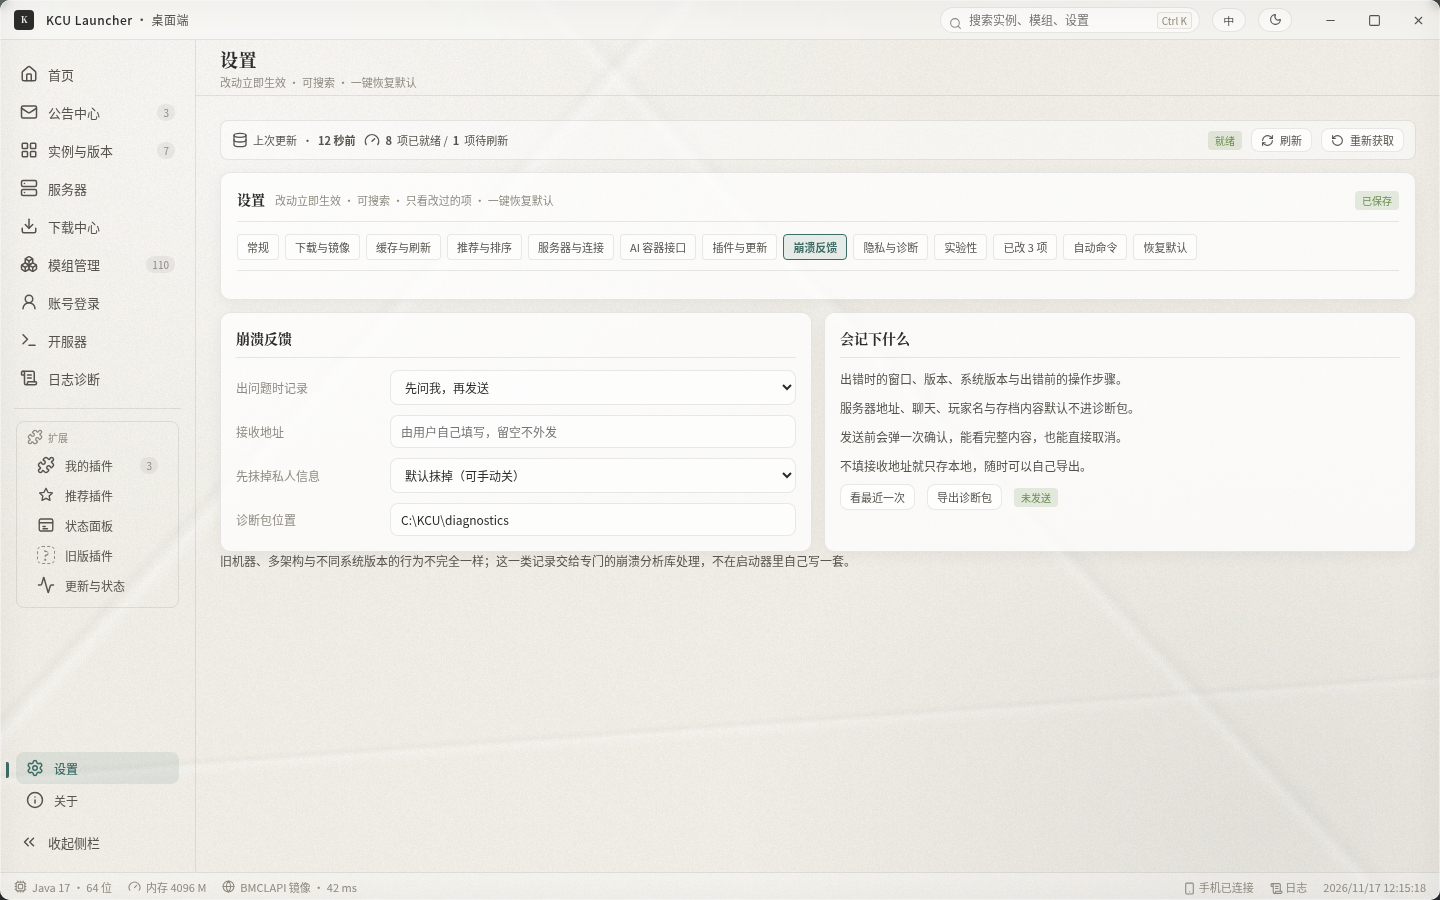 K KCU Launcher · 桌面端
搜索实例、模组、设置 Ctrl K 中
首页
公告中心 3
实例与版本 7
服务器
下载中心
模组管理 110
账号登录
开服器
日志诊断
扩展
我的插件 3
推荐插件
状态面板
旧版插件
更新与状态
设置
关于
收起侧栏
设置
改动立即生效 · 可搜索 · 一键恢复默认
上次更新 · 12 秒前 8 项已就绪 / 1 项待刷新 就绪 刷新 重新获取
设置 改动立即生效 · 可搜索 · 只看改过的项 · 一键恢复默认 已保存
常规 下载与镜像 缓存与刷新 推荐与排序 服务器与连接 AI 容器接口 插件与更新 崩溃反馈 隐私与诊断 实验性 已改 3 项 自动命令 恢复默认
崩溃反馈
出问题时记录 先问我，再发送
接收地址 由用户自己填写，留空不外发
先抹掉私人信息 默认抹掉（可手动关）
诊断包位置 C:\KCU\diagnostics
会记下什么
出错时的窗口、版本、系统版本与出错前的操作步骤。
服务器地址、聊天、玩家名与存档内容默认不进诊断包。
发送前会弹一次确认，能看完整内容，也能直接取消。
不填接收地址就只存本地，随时可以自己导出。
看最近一次 导出诊断包 未发送
旧机器、多架构与不同系统版本的行为不完全一样；这一类记录交给专门的崩溃分析库处理，不在启动器里自己写一套。
Java 17 · 64 位 内存 4096 M BMCLAPI 镜像 · 42 ms
手机已连接 日志 2026/11/17 12:15:18